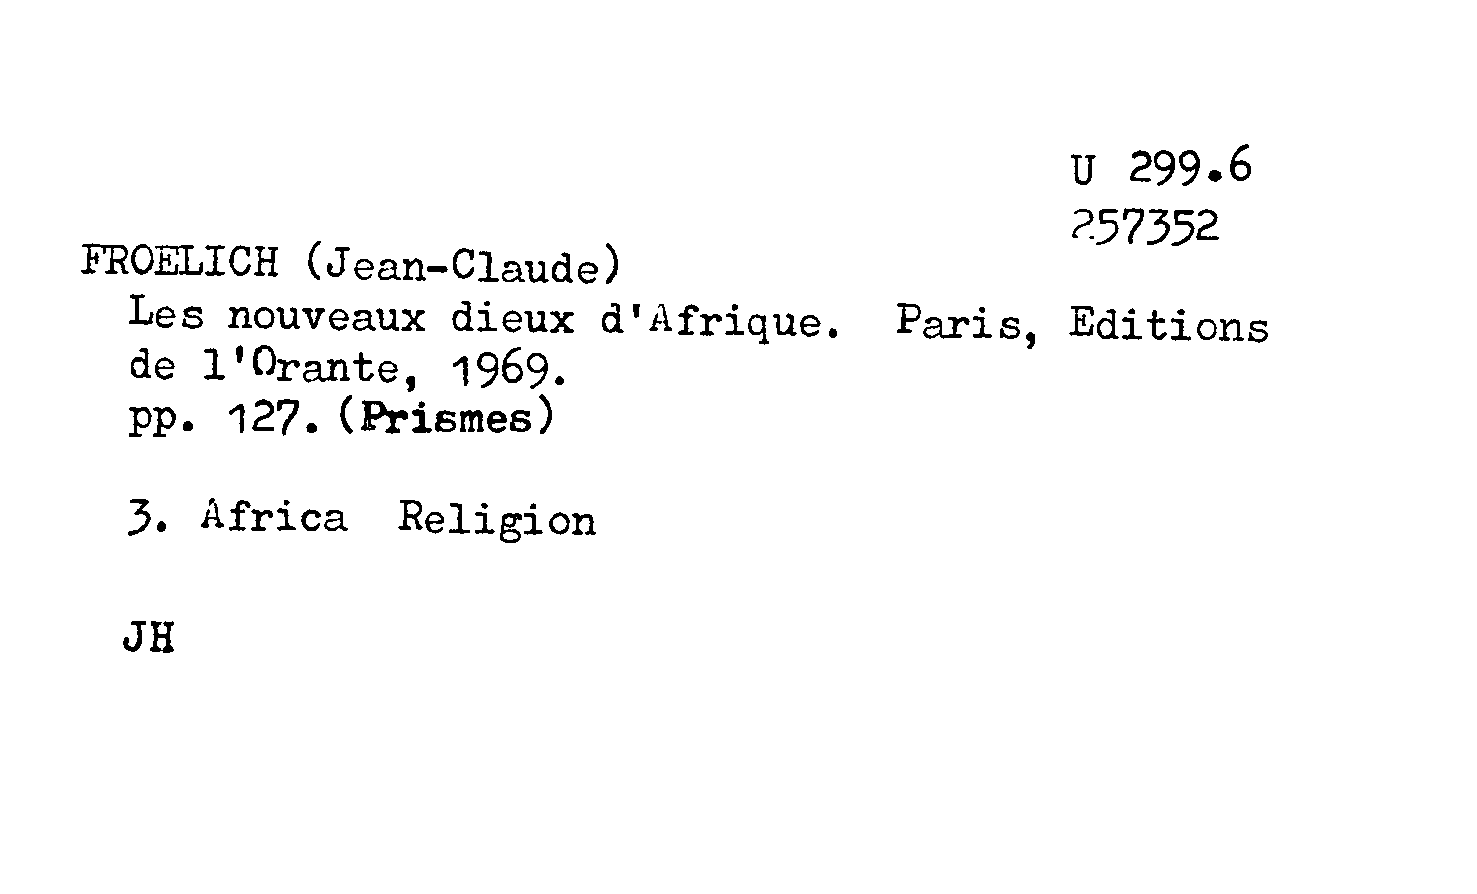 U 299.6
257352
FROELICH (Jean-Claude)
Les nouveaux dieux d'Afrique. Paris, Editions
de l'Orante, 1969.
pp. 127. (Prismes)
3. Africa Religion
JH